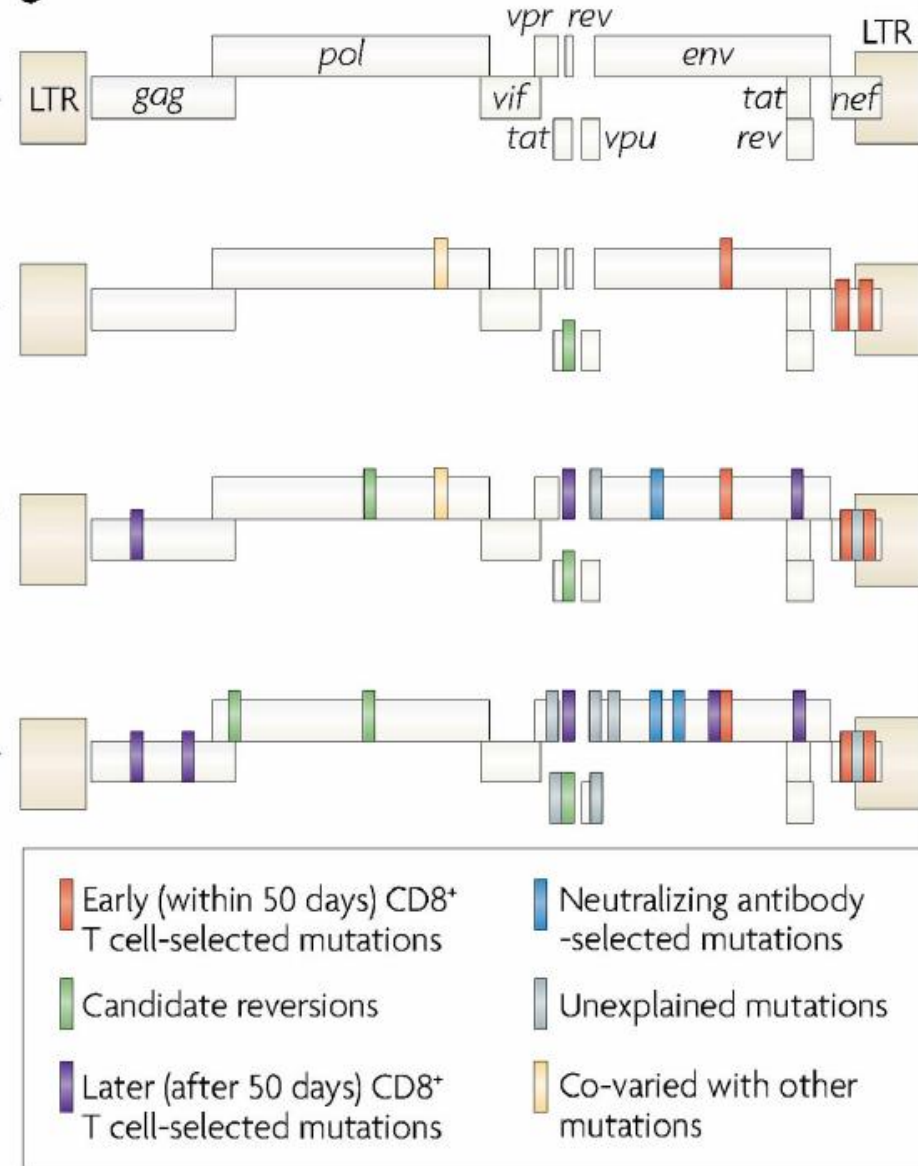 vpr rev
LTR
pol
env
LTR
gag
vif
tat
nef
tat
vpu
rev
Early (within 50 days) CD8⁺
T cell-selected mutations
Candidate reversions
Later (after 50 days) CD8⁺
T cell-selected mutations
Neutralizing antibody
-selected mutations
Unexplained mutations
Co-varied with other
mutations